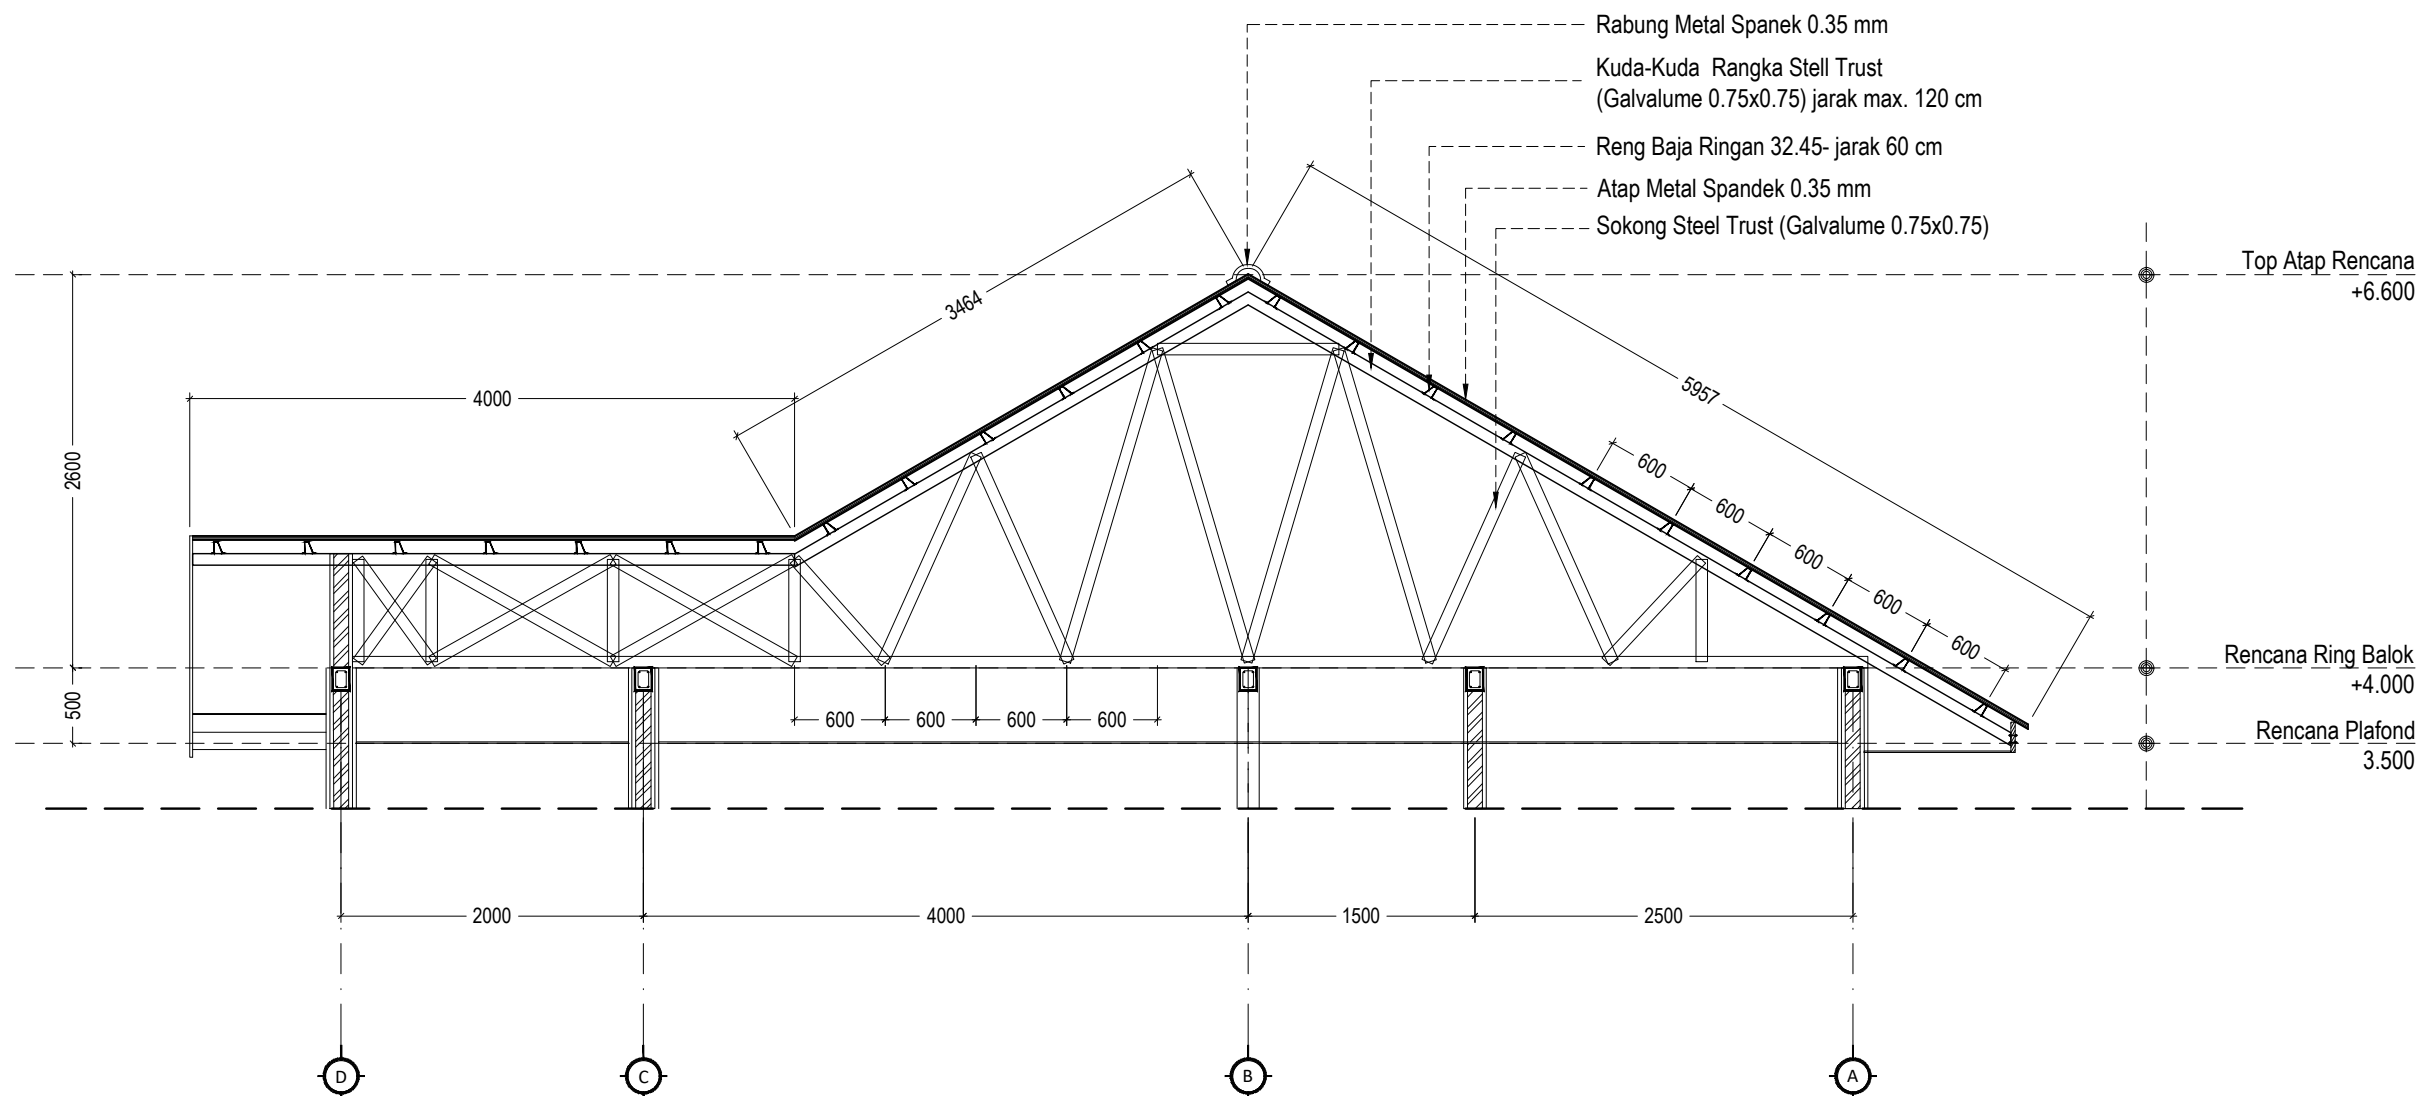 Rabung Metal Spanek 0.35 mm
Kuda-Kuda Rangka Stell Trust
(Galvalume 0.75x0.75) jarak max. 120 cm
Reng Baja Ringan 32.45- jarak 60 cm
Atap Metal Spandek 0.35 mm
Sokong Steel Trust (Galvalume 0.75x0.75)
Top Atap Rencana
+6.600
3464
5957
4000
2600
600
600
600
600
600
Rencana Ring Balok
+4.000
500
600
600
600
600
Rencana Plafond
3.500
2000
4000
1500
2500
D
C
B
A